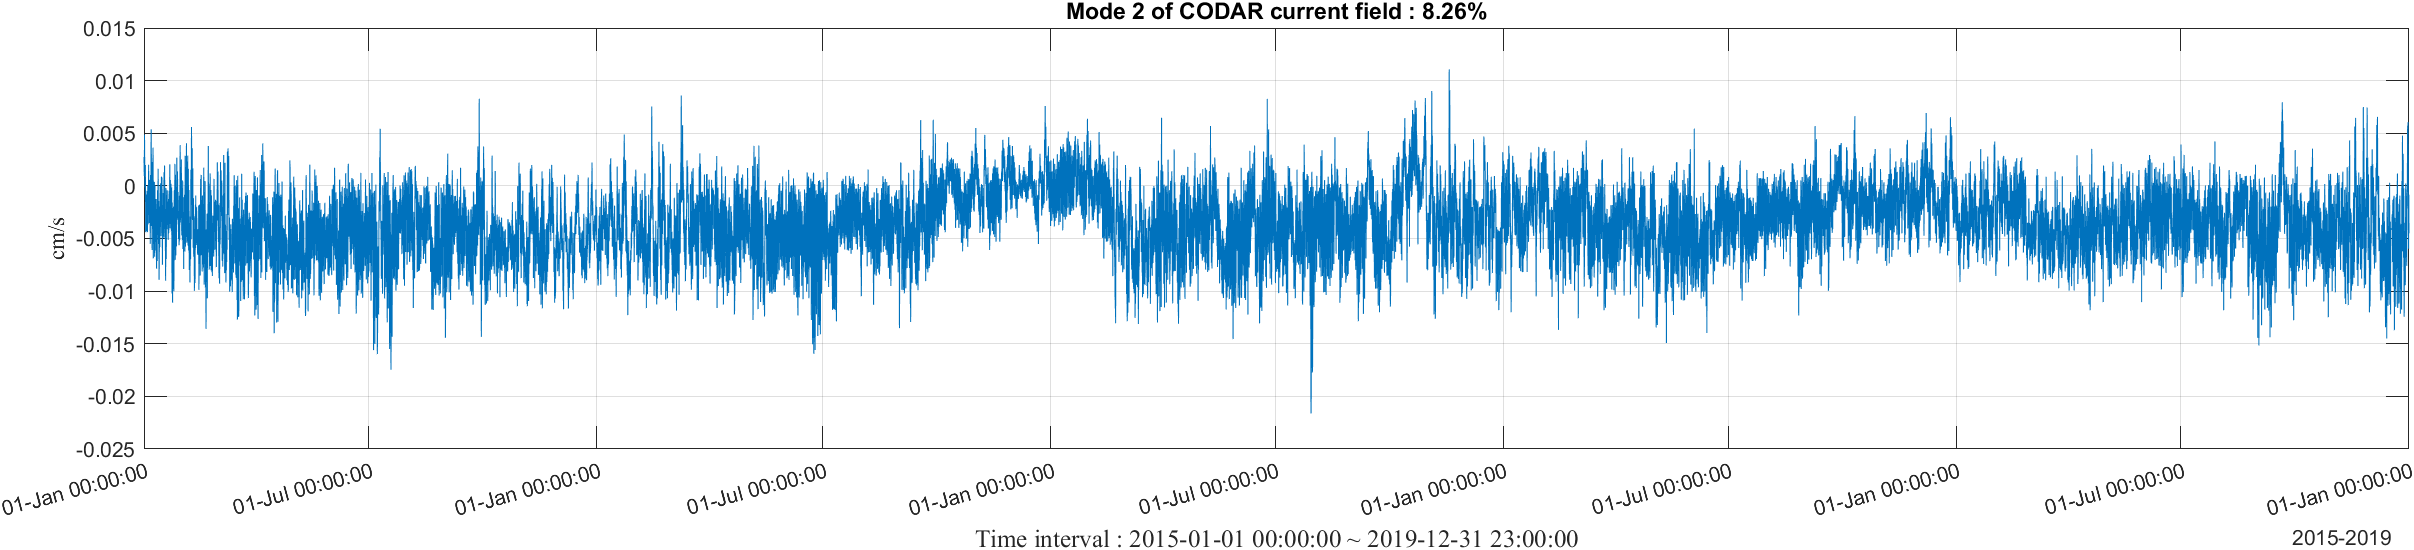 Mode 2 of CODAR current field : 8.26%
0.015
0.01
0.005
0
-0.005
-0.01
-0.015
-0.02
-0.025
cm/s
01-Jan 00:00:00
01-Jul 00:00:00
01-Jan 00:00:00
01-Jul 00:00:00
01-Jan 00:00:00
01-Jul 00:00:00
01-Jan 00:00:00
01-Jul 00:00:00
01-Jan 00:00:00
01-Jul 00:00:00
01-Jan 00:00:00
Time interval : 2015-01-01 00:00:00 ~ 2019-12-31 23:00:00
2015-2019